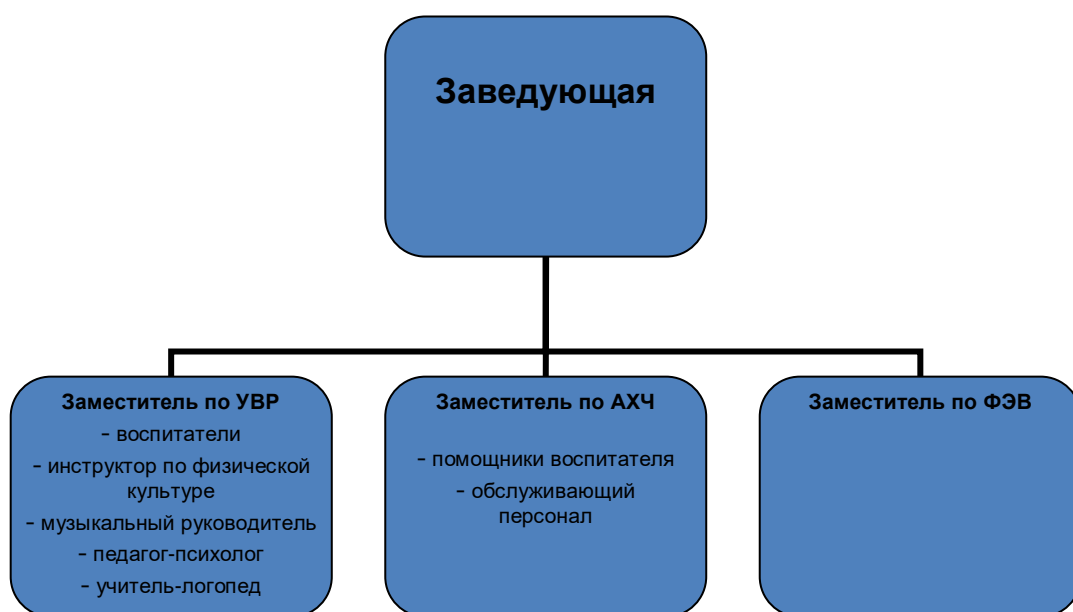 Заведующая
Заместитель по УВР
- воспитатели
- инструктор по физической
культуре
- музыкальный руководитель
- педагог-психолог
- учитель-логопед
Заместитель по АХЧ
- помощники воспитателя
- обслуживающий
персонал
Заместитель по ФЭВ